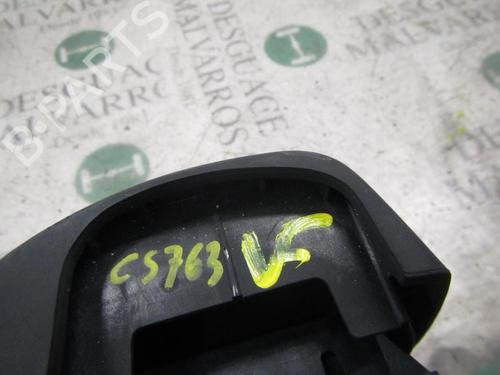 DESGUACE
MALVARROS
DESGUACE
MALVARROS
DESGUACE
MALVARROS
B-PARTS
CS763 VF